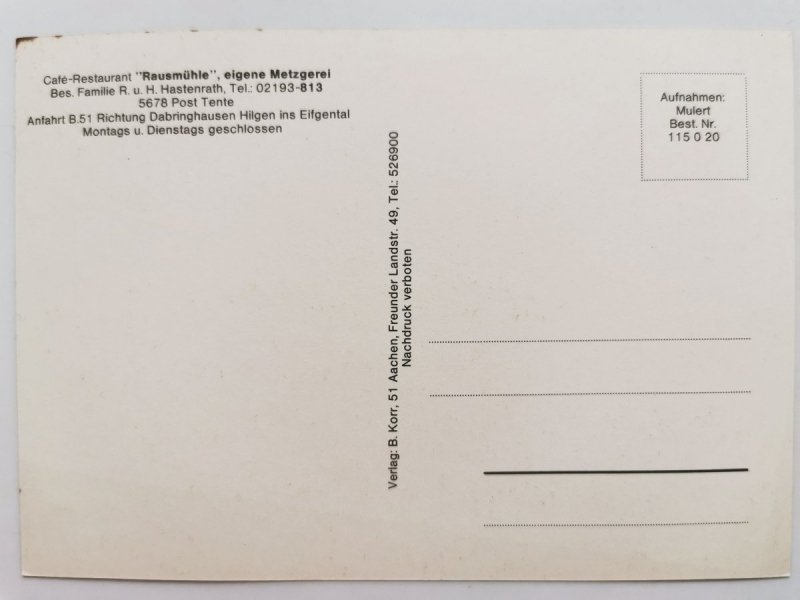 Café-Restaurant "Rausmühle", eigene Metzgerei
Bes. Familie R. u. H. Hastenrath, Tel.: 02193-813
5678 Post Tente
Anfahrt B.51 Richtung Dabringhausen Hilgen ins Eifgental
Montags u. Dienstags geschlossen
Verlag: B. Korr, 51 Aachen, Freunder Landstr. 49, Tel.: 526900
Nachdruck verboten
Aufnahmen:
Mulert
Best. Nr.
115 0 20